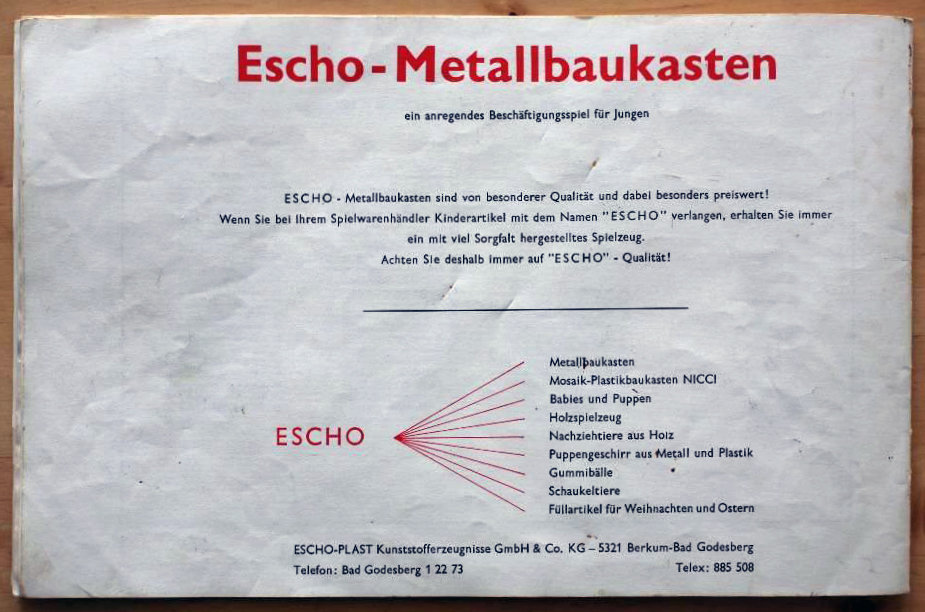 Escho-Metallbaukasten
ein anregendes Beschäftigungsspiel für Jungen
ESCHO - Metallbaukasten sind von besonderer Qualität und dabei besonders preiswert!
Wenn Sie bei Ihrem Spielwarenhändler Kinderartikel mit dem Namen "ESCHO" verlangen, erhalten Sie immer
ein mit viel Sorgfalt hergestelltes Spielzeug.
Achten Sie deshalb immer auf "ESCHO" - Qualität!
ESCHO
Metallbaukasten
Mosaik-Plastikbaukasten NICCI
Babies und Puppen
Holzspielzeug
Nachziehtiere aus Holz
Puppengeschirr aus Metall und Plastik
Gummibälle
Schaukeltiere
Füllartikel für Weihnachten und Ostern
ESCHO-PLAST Kunststofferzeugnisse GmbH & Co. KG – 5321 Berkum-Bad Godesberg
Telefon: Bad Godesberg 1 22 73 Telex: 885 508